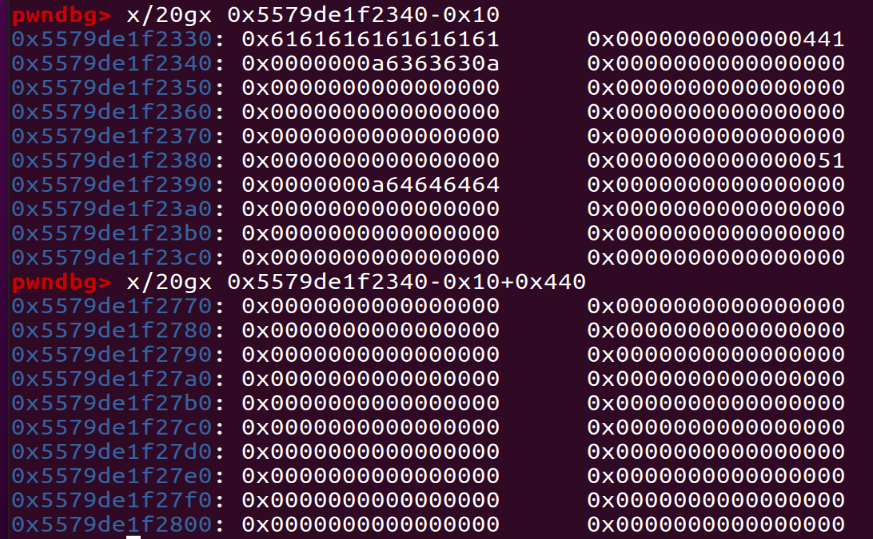 pwndbg> x/20gx 0x5579de1f2340-0x10
0x5579de1f2330: 0x6161616161616161 0x0000000000000441
0x5579de1f2340: 0x0000000a6363630a 0x0000000000000000
0x5579de1f2350: 0x0000000000000000 0x0000000000000000
0x5579de1f2360: 0x0000000000000000 0x0000000000000000
0x5579de1f2370: 0x0000000000000000 0x0000000000000000
0x5579de1f2380: 0x0000000000000000 0x0000000000000051
0x5579de1f2390: 0x0000000a64646464 0x0000000000000000
0x5579de1f23a0: 0x0000000000000000 0x0000000000000000
0x5579de1f23b0: 0x0000000000000000 0x0000000000000000
0x5579de1f23c0: 0x0000000000000000 0x0000000000000000
pwndbg> x/20gx 0x5579de1f2340-0x10+0x440
0x5579de1f2770: 0x0000000000000000 0x0000000000000000
0x5579de1f2780: 0x0000000000000000 0x0000000000000000
0x5579de1f2790: 0x0000000000000000 0x0000000000000000
0x5579de1f27a0: 0x0000000000000000 0x0000000000000000
0x5579de1f27b0: 0x0000000000000000 0x0000000000000000
0x5579de1f27c0: 0x0000000000000000 0x0000000000000000
0x5579de1f27d0: 0x0000000000000000 0x0000000000000000
0x5579de1f27e0: 0x0000000000000000 0x0000000000000000
0x5579de1f27f0: 0x0000000000000000 0x0000000000000000
0x5579de1f2800: 0x0000000000000000 0x0000000000000000